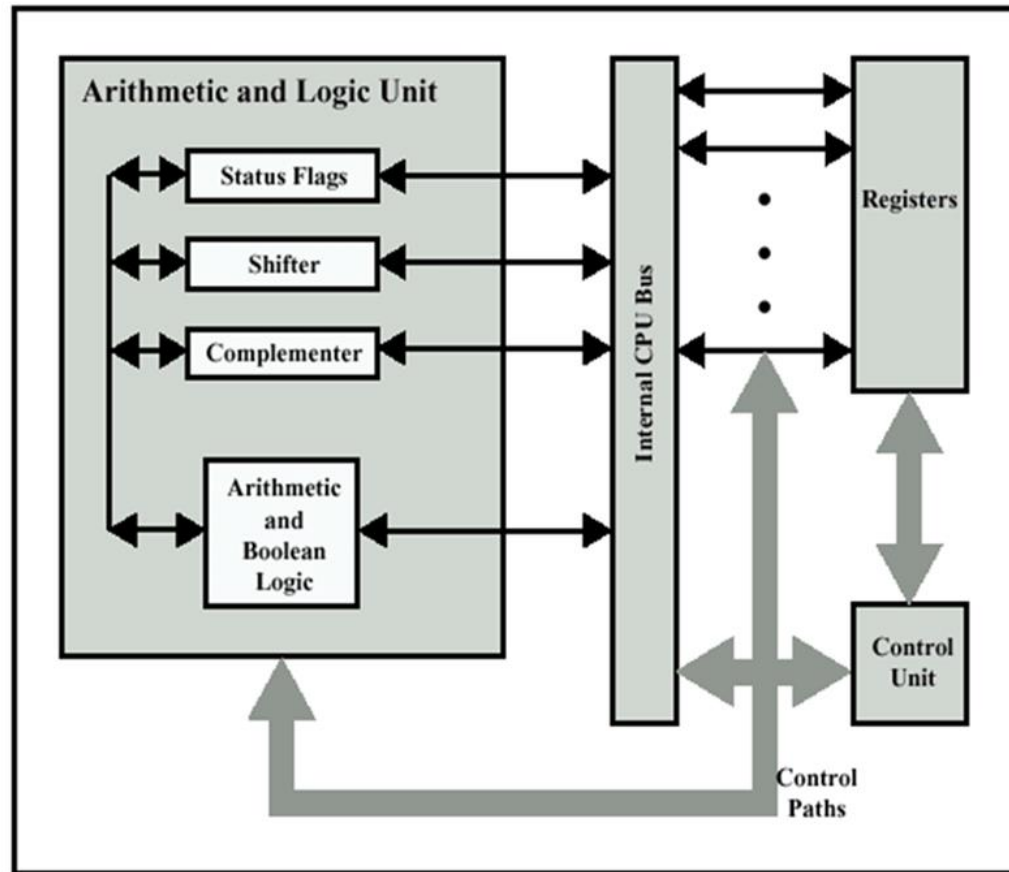 Arithmetic and Logic Unit
Status Flags
Shifter
Complementer
Arithmetic
and
Boolean
Logic
Internal CPU Bus
Registers
Control
Unit
Control
Paths